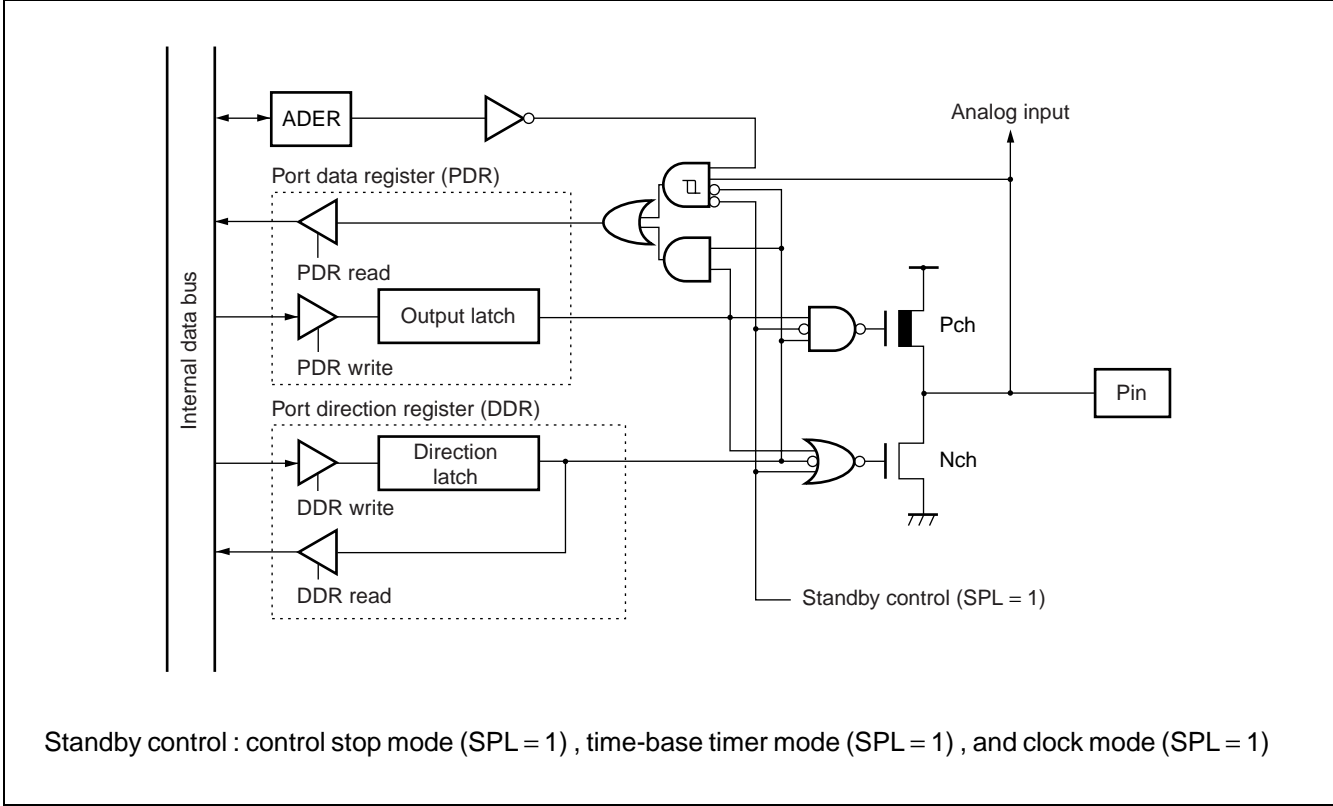 ADER
Analog input
Port data register (PDR)
PDR read
Output latch
PDR write
Pch
Pin
Internal data bus
Port direction register (DDR)
Direction
latch
Nch
DDR write
DDR read
Standby control (SPL = 1)
Standby control : control stop mode (SPL = 1) , time-base timer mode (SPL = 1) , and clock mode (SPL = 1)